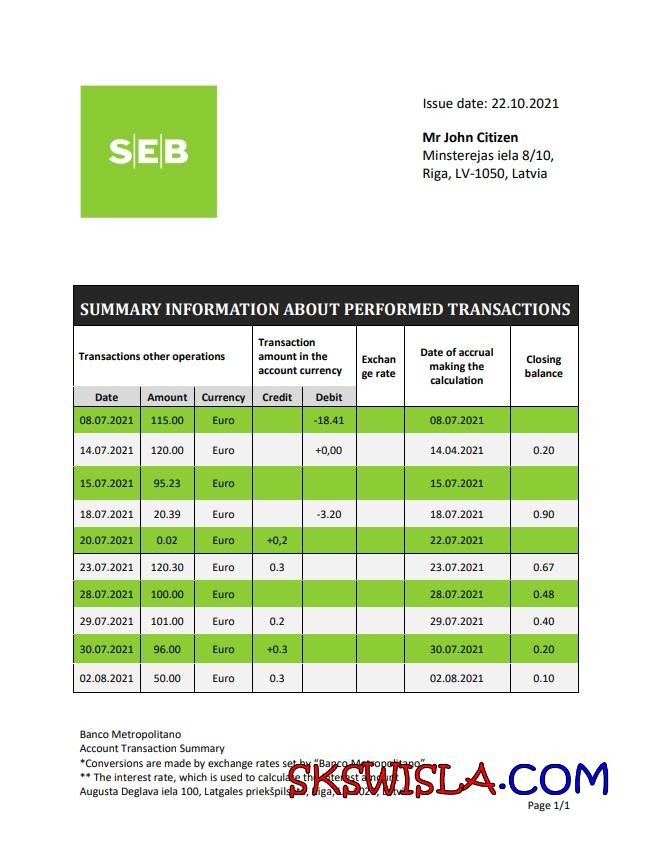 SEB
Issue date: 22.10.2021
Mr John Citizen
Minsterejas iela 8/10,
Riga, LV-1050, Latvia
SUMMARY INFORMATION ABOUT PERFORMED TRANSACTIONS
Transactions other operations
Transaction
amount in the
account currency
Exchan
ge rate
Date of accrual
making the
calculation
Closing
balance
Date Amount Currency Credit Debit
08.07.2021 115.00 Euro -18.41 08.07.2021
14.07.2021 120.00 Euro +0,00 14.04.2021 0.20
15.07.2021 95.23 Euro 15.07.2021
18.07.2021 20.39 Euro -3.20 18.07.2021 0.90
20.07.2021 0.02 Euro +0,2 22.07.2021
23.07.2021 120.30 Euro 0.3 23.07.2021 0.67
28.07.2021 100.00 Euro 28.07.2021 0.48
29.07.2021 101.00 Euro 0.2 29.07.2021 0.40
30.07.2021 96.00 Euro +0.3 30.07.2021 0.20
02.08.2021 50.00 Euro 0.3 02.08.2021 0.10
Banco Metropolitano
Account Transaction Summary
*Conversions are made by exchange rates set by “Banco Metropolitano”
** The interest rate, which is used to calculate the interest amount
Augusta Deglava iela 100, Latgales
SKSWISLA.COM
Page 1/1